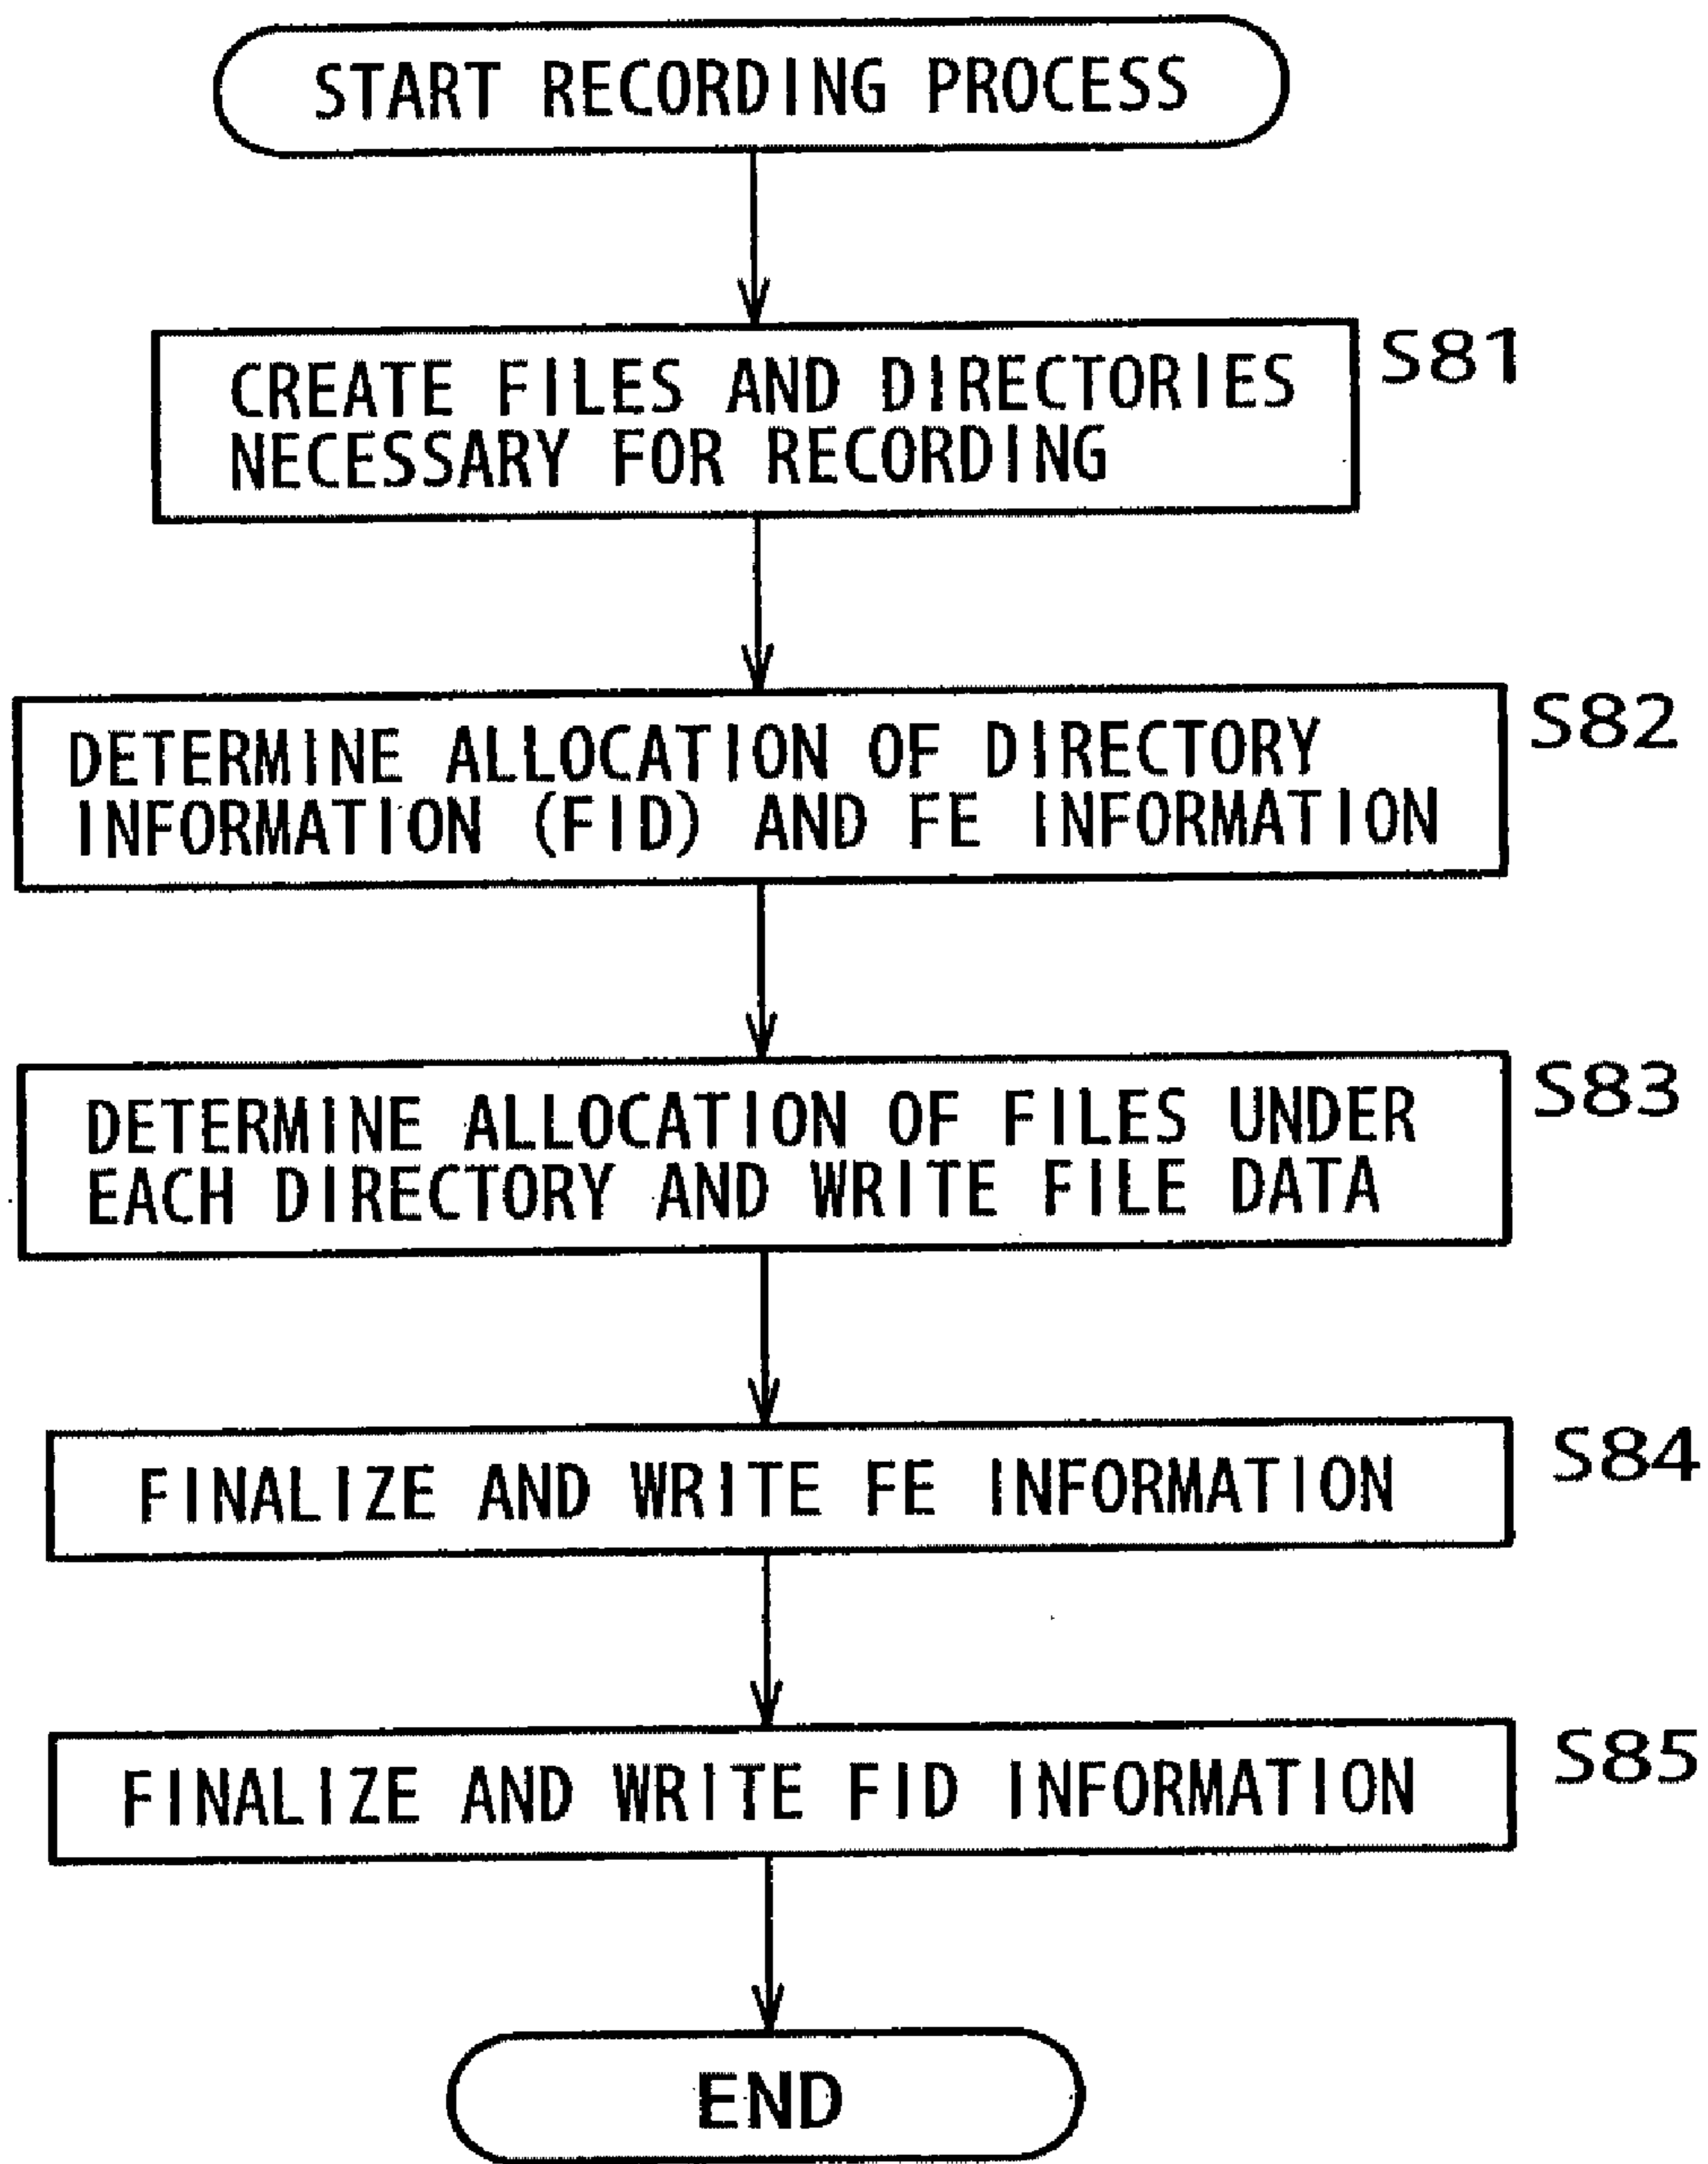 START RECORDING PROCESS
CREATE FILES AND DIRECTORIES
NECESSARY FOR RECORDING
S81
DETERMINE ALLOCATION OF DIRECTORY
INFORMATION (FID) AND FE INFORMATION
S82
DETERMINE ALLOCATION OF FILES UNDER
EACH DIRECTORY AND WRITE FILE DATA
S83
FINALIZE AND WRITE FE INFORMATION
S84
FINALIZE AND WRITE FID INFORMATION
S85
END